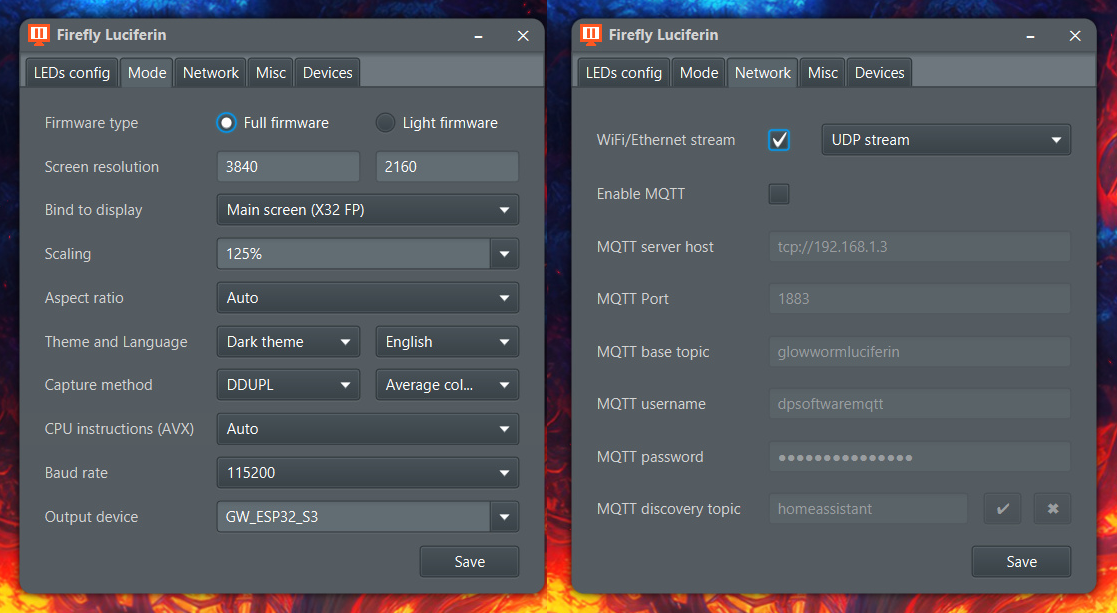 Firefly Luciferin
LEDs config Mode Network Misc Devices
Firmware type Full firmware Light firmware
Screen resolution 3840 2160
Bind to display Main screen (X32 FP)
Scaling 125%
Aspect ratio Auto
Theme and Language Dark theme English
Capture method DDUPL Average col...
CPU instructions (AVX) Auto
Baud rate 115200
Output device GW_ESP32_S3
Save
Firefly Luciferin
LEDs config Mode Network Misc Devices
WiFi/Ethernet stream UDP stream
Enable MQTT
MQTT server host tcp://192.168.1.3
MQTT Port 1883
MQTT base topic glowwormluciferin
MQTT username dpsoftwaremqtt
MQTT password ●●●●●●●●●●●●●●●
MQTT discovery topic homeassistant
Save